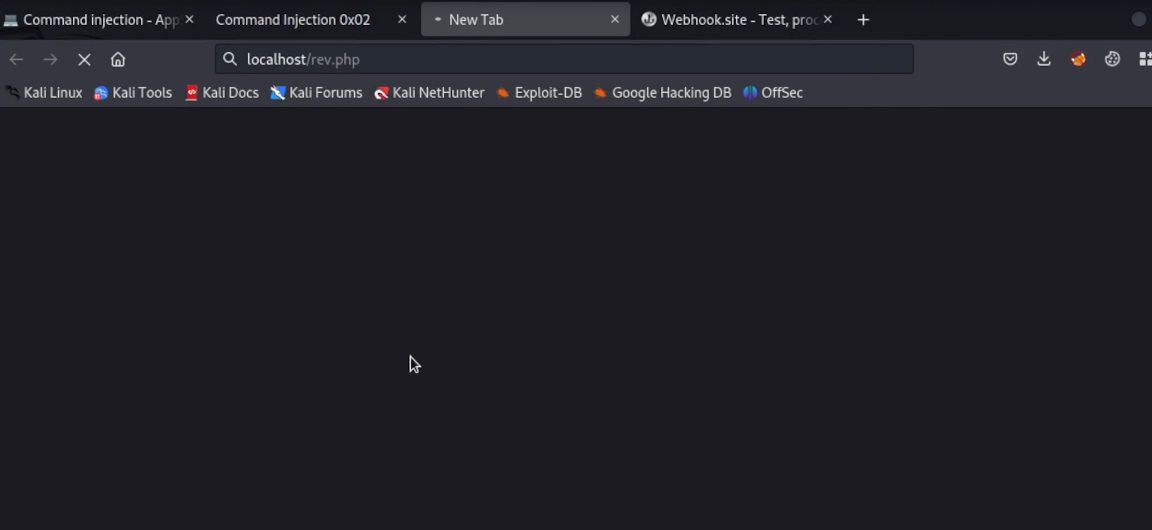 Command injection - App
Command Injection 0x02
New Tab
Webhook.site - Test, proc
localhost/rev.php
Kali Linux
Kali Tools
Kali Docs
Kali Forums
Kali NetHunter
Exploit-DB
Google Hacking DB
OffSec